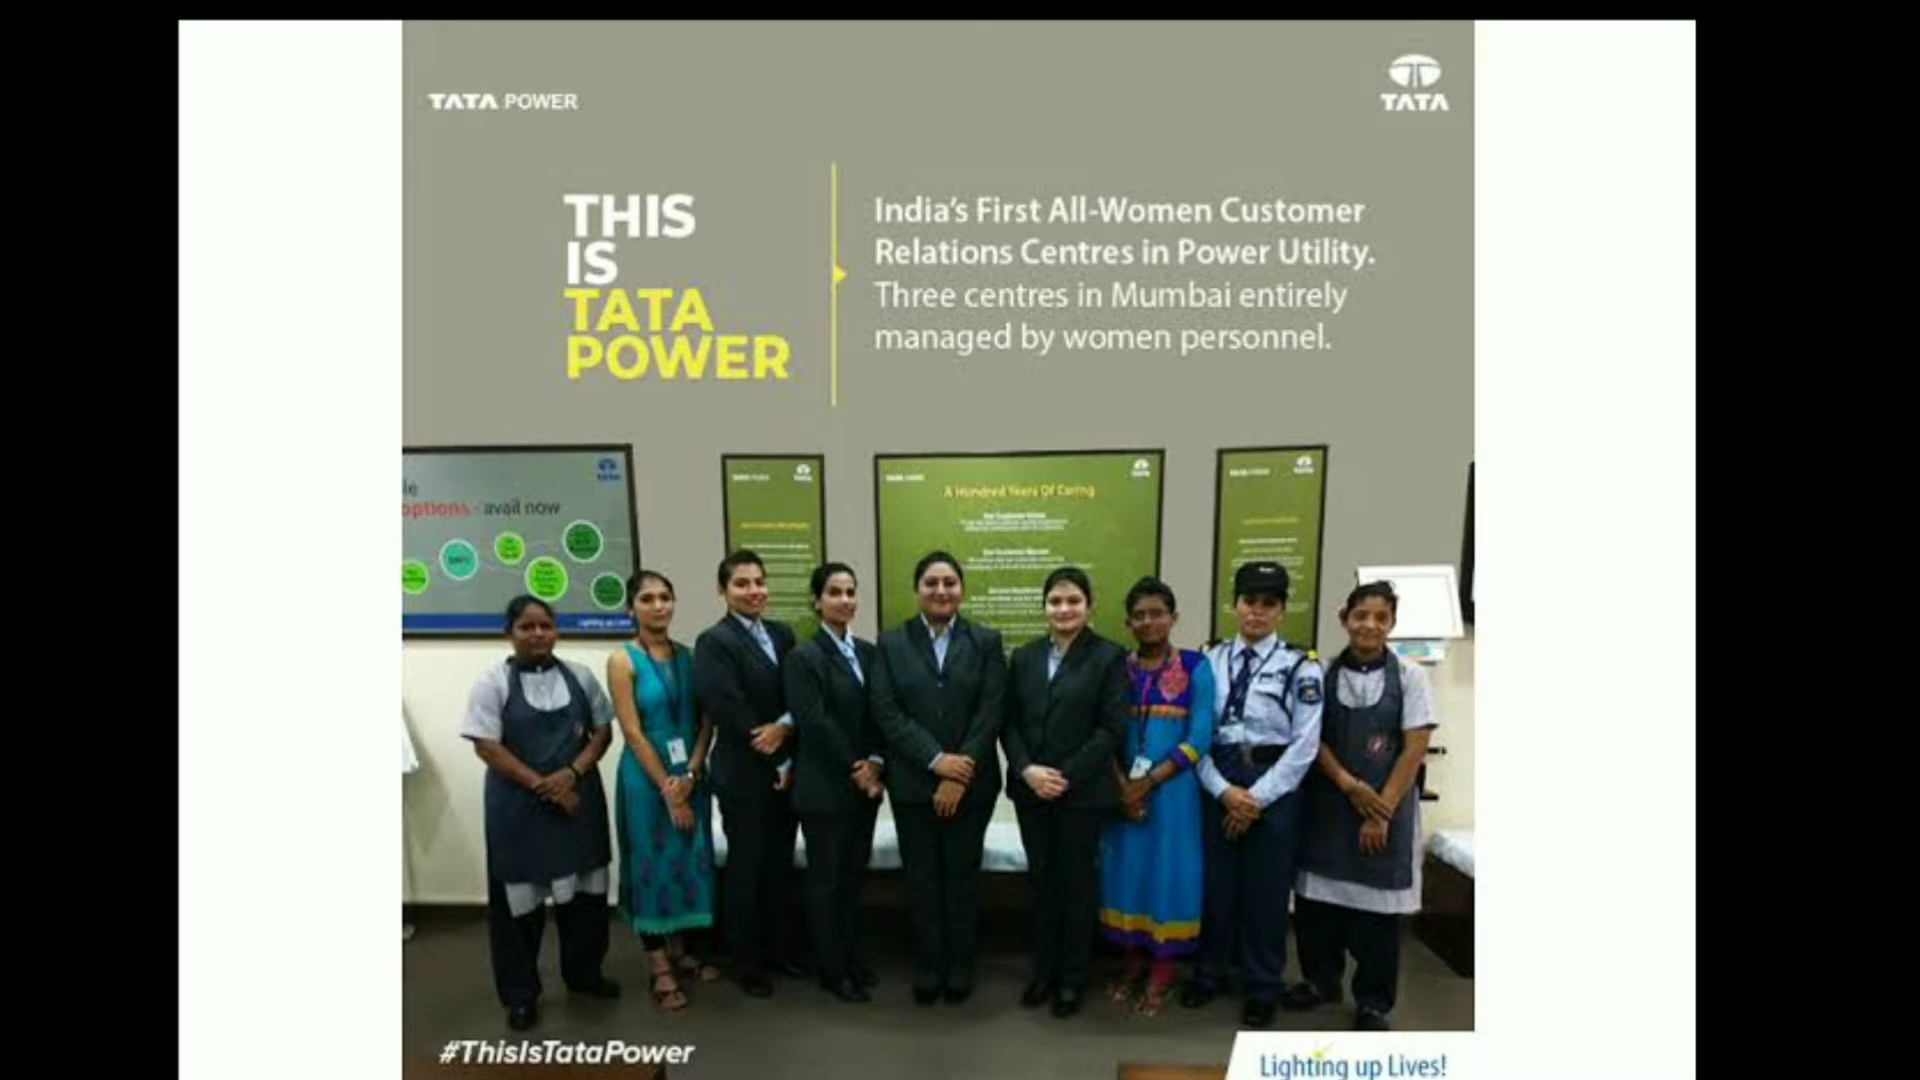 TATA POWER
TATA
THIS
IS
TATA
POWER
India's First All-Women Customer
Relations Centres in Power Utility.
Three centres in Mumbai entirely
managed by women personnel.
options - avail now
A Hundred Years Of Caring
#ThisIsTataPower
Lighting up Lives!